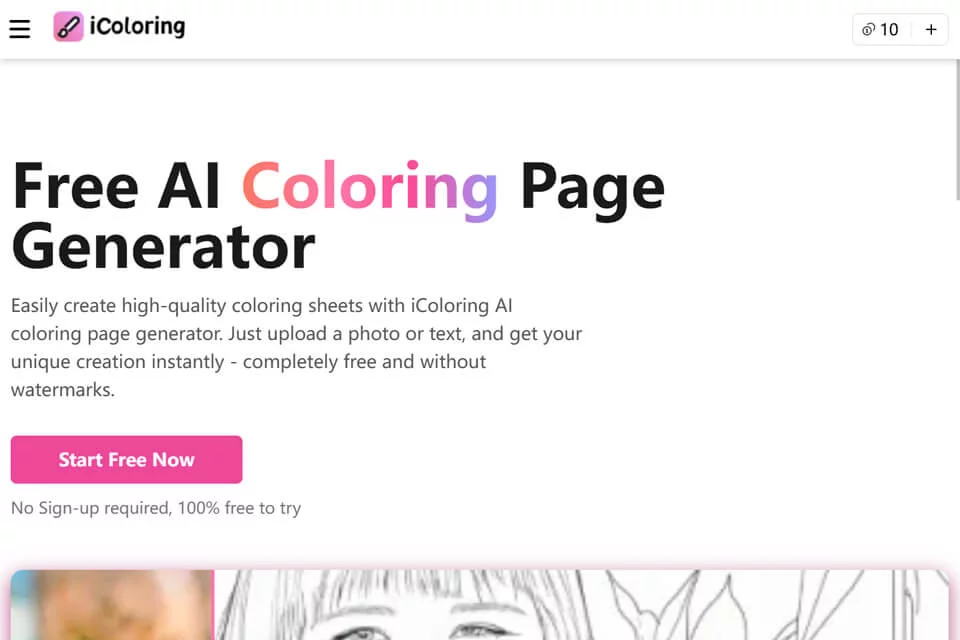 iColoring
10 +
Free AI Coloring Page
Generator
Easily create high-quality coloring sheets with iColoring AI
coloring page generator. Just upload a photo or text, and get your
unique creation instantly - completely free and without
watermarks.
Start Free Now
No Sign-up required, 100% free to try